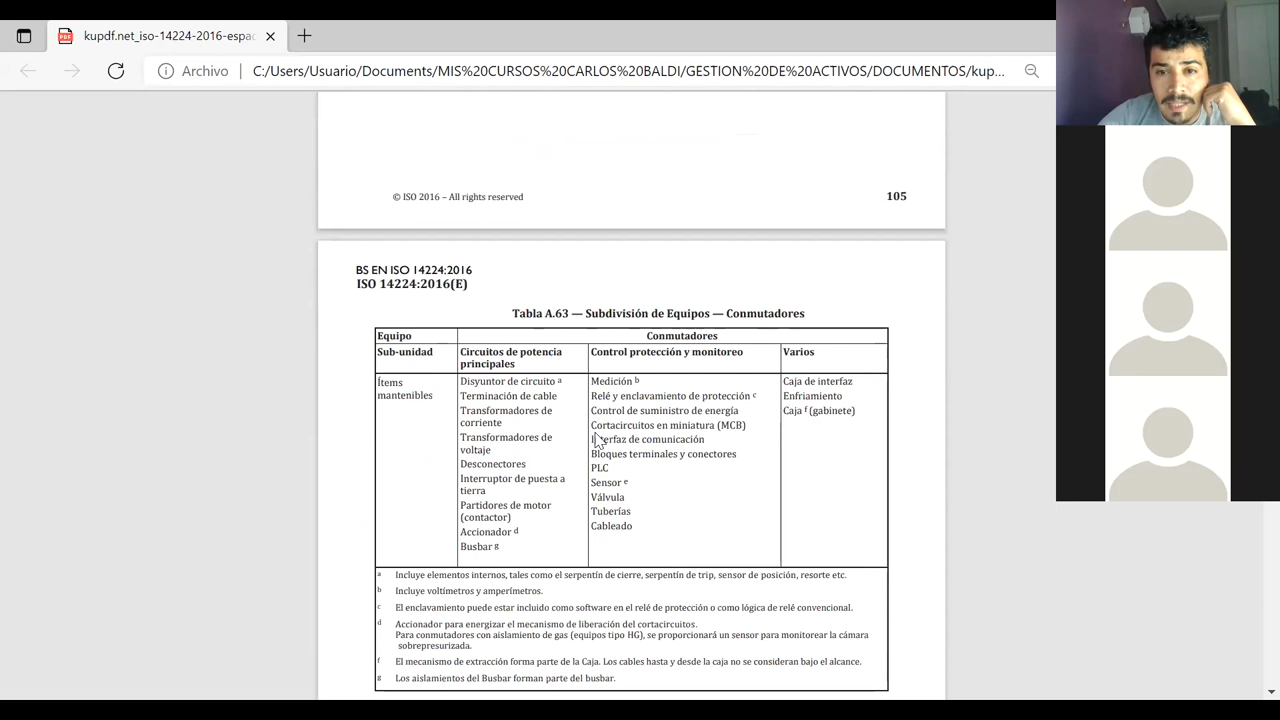 kupdf.net_iso-14224-2016-espac
Archivo
C:/Users/Usuario/Documents/MIS%20CURSOS%20CARLOS%20BALDI/GESTION%20DE%20ACTIVOS/DOCUMENTOS/kup...
© ISO 2016 – All rights reserved
105
BS EN ISO 14224:2016
ISO 14224:2016(E)
Tabla A.63 — Subdivisión de Equipos — Conmutadores
Equipo
Conmutadores
Sub-unidad
Circuitos de potencia
principales
Control protección y monitoreo
Varios
Ítems
mantenibles
Disyuntor de circuito a
Terminación de cable
Transformadores de
corriente
Transformadores de
voltaje
Desconectores
Interruptor de puesta a
tierra
Partidores de motor
(contactor)
Accionador d
Busbar g
Medición b
Relé y enclavamiento de protección c
Control de suministro de energía
Cortacircuitos en miniatura (MCB)
Interfaz de comunicación
Bloques terminales y conectores
PLC
Sensor e
Válvula
Tuberías
Cableado
Caja de interfaz
Enfriamiento
Caja f (gabinete)
a Incluye elementos internos, tales como el serpentín de cierre, serpentín de trip, sensor de posición, resorte etc.
b Incluye voltímetros y amperímetros.
c El enclavamiento puede estar incluido como software en el relé de protección o como lógica de relé convencional.
d Accionador para energizar el mecanismo de liberación del cortacircuitos.
Para conmutadores con aislamiento de gas (equipos tipo HG), se proporcionará un sensor para monitorear la cámara
sobrepresurizada.
f El mecanismo de extracción forma parte de la Caja. Los cables hasta y desde la caja no se consideran bajo el alcance.
g Los aislamientos del Busbar forman parte del busbar.